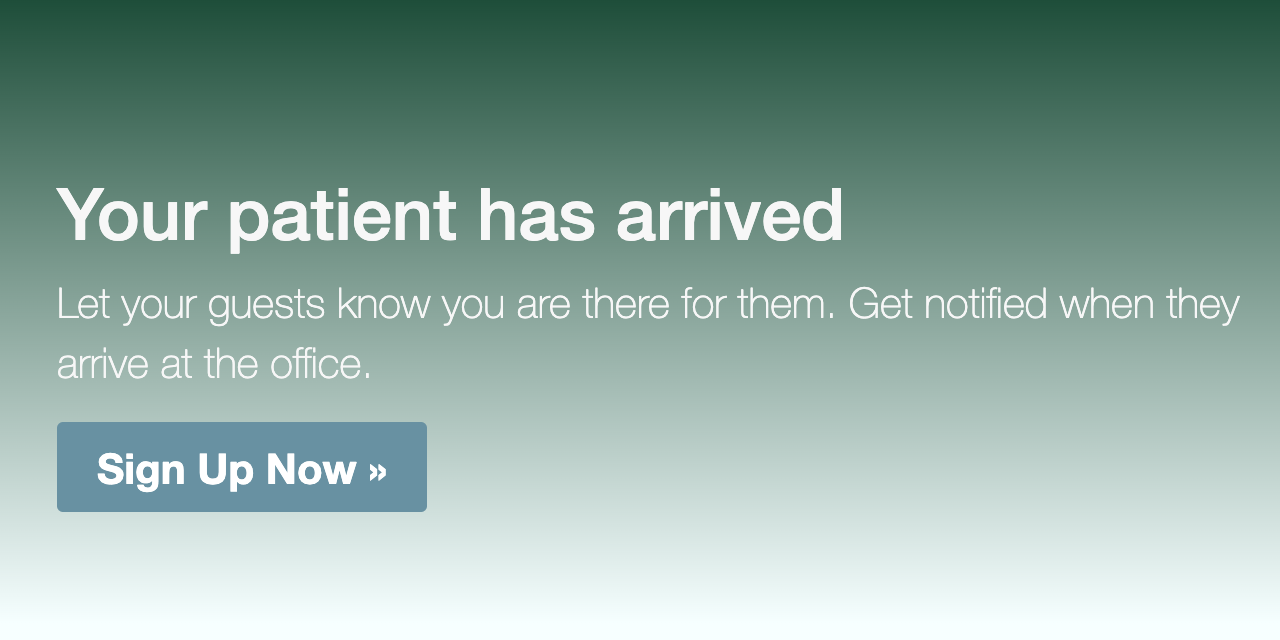 Your patient has arrived
Let your guests know you are there for them. Get notified when they
arrive at the office.
Sign Up Now »